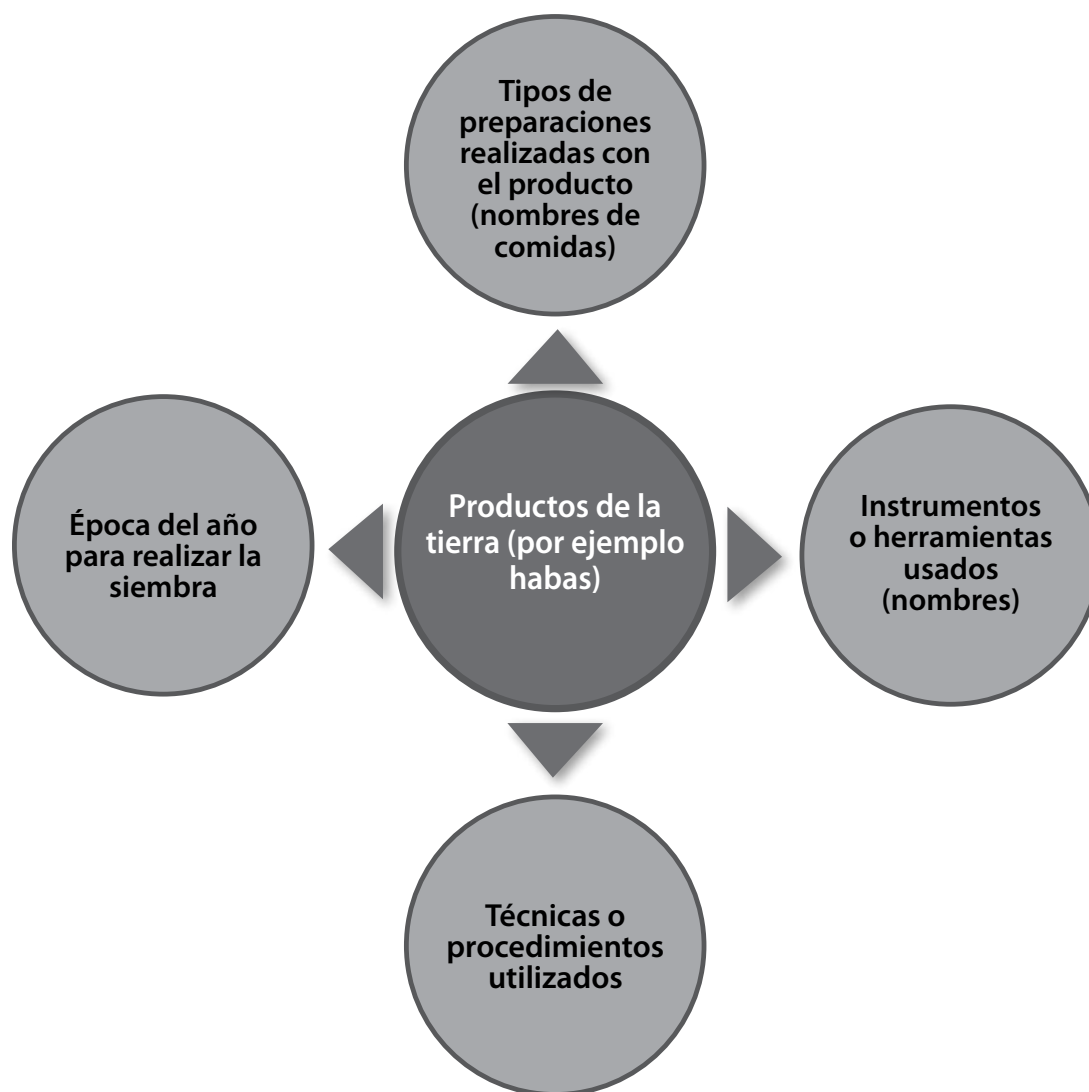 Tipos de
preparaciones
realizadas con
el producto
(nombres de
comidas)
Época del año
para realizar la
siembra
Productos de la
tierra (por ejemplo
habas)
Instrumentos
o herramientas
usados
(nombres)
Técnicas o
procedimientos
utilizados